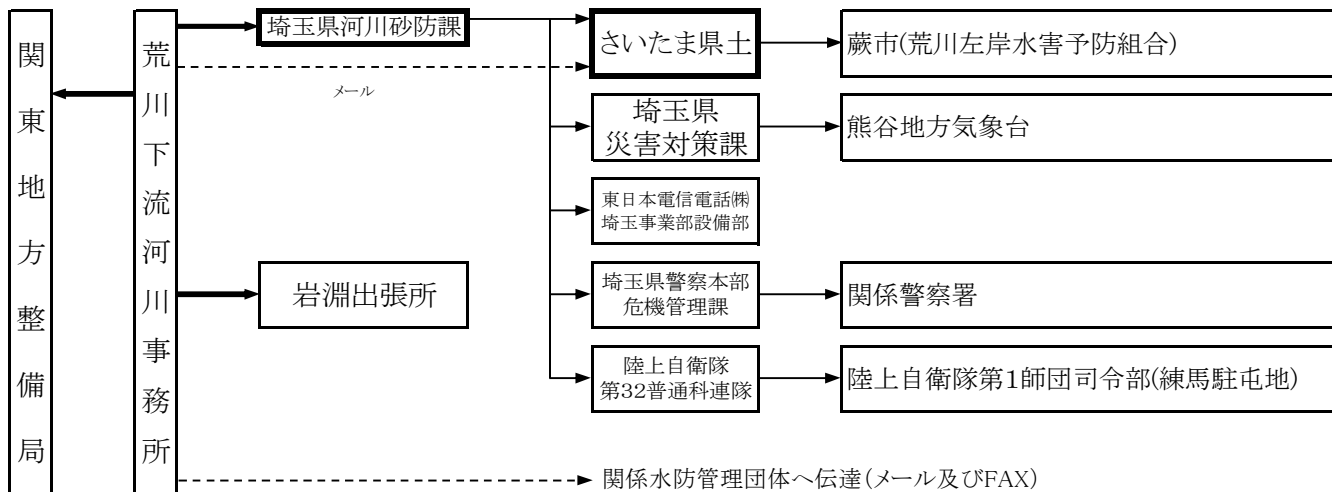 関東地方整備局
荒川下流河川事務所
埼玉県河川砂防課
メール
岩淵出張所
さいたま県土
蕨市(荒川左岸水害予防組合)
埼玉県
災害対策課
熊谷地方気象台
東日本電信電話㈱
埼玉事業部設備部
埼玉県警察本部
危機管理課
関係警察署
陸上自衛隊
第32普通科連隊
陸上自衛隊第1師団司令部(練馬駐屯地)
関係水防管理団体へ伝達(メール及びFAX)